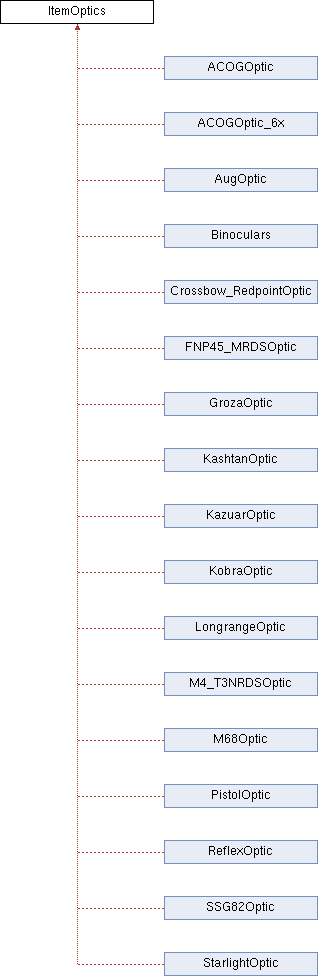 ItemOptics
ACOGOptic
ACOGOptic_6x
AugOptic
Binoculars
Crossbow_RedpointOptic
FNP45_MRDSOptic
GrozaOptic
KashtanOptic
KazuarOptic
KobraOptic
LongrangeOptic
M4_T3NRDSOptic
M68Optic
PistolOptic
ReflexOptic
SSG82Optic
StarlightOptic